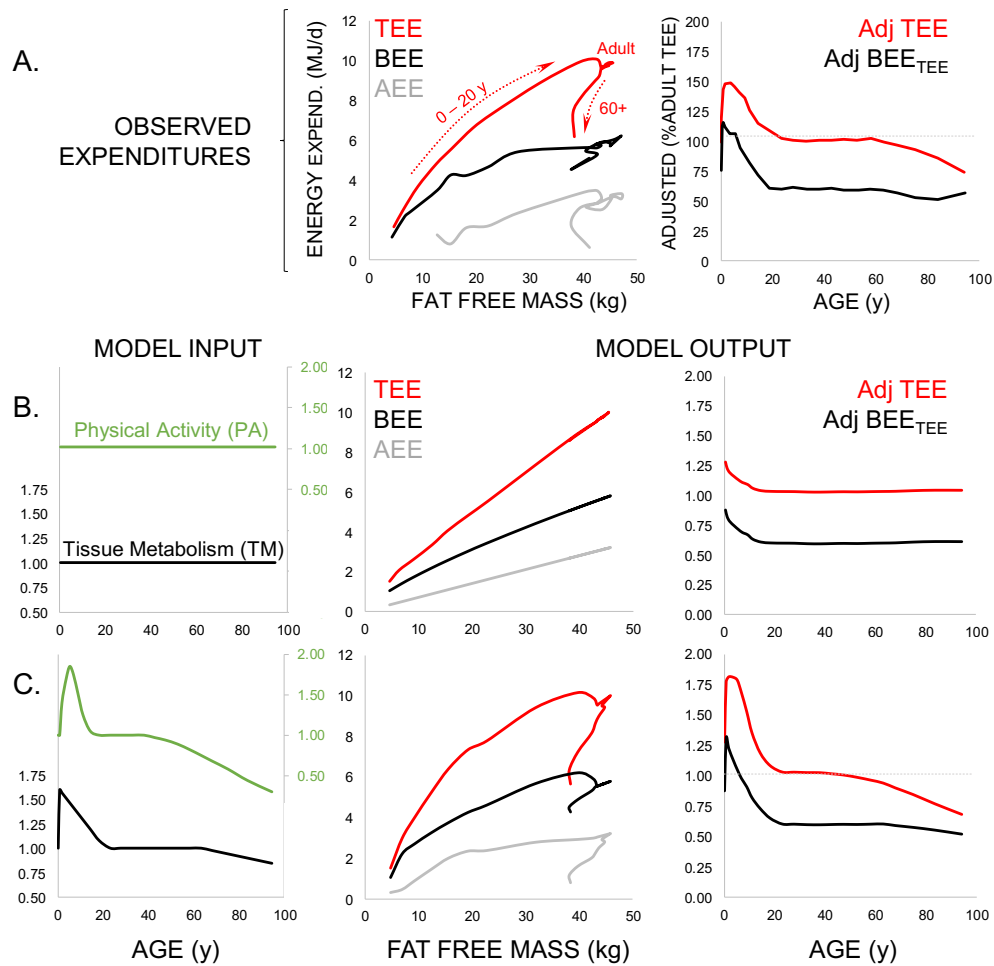 A.
OBSERVED
EXPENDITURES
ENERGY EXPEND. (MJ/d)
12
10
8
6
4
2
0
TEE
BEE
AEE
0 – 20 y
Adult
60+
0 10 20 30 40 50
FAT FREE MASS (kg)
ADJUSTED (%ADULT TEE)
200
175
150
125
100
75
50
25
0
Adj TEE
Adj BEETEE
0 20 40 60 80 100
AGE (y)
MODEL INPUT
MODEL OUTPUT
B.
2.00
1.50
1.00
0.50
Physical Activity (PA)
1.75
1.50
1.25
1.00
0.75
0.50
Tissue Metabolism (TM)
0 20 40 60 80 100
12
10
8
6
4
2
0
TEE
BEE
AEE
0 10 20 30 40 50
2.00
1.75
1.50
1.25
1.00
0.75
0.50
0.25
0.00
Adj TEE
Adj BEETEE
0 20 40 60 80 100
C.
2.00
1.50
1.00
0.50
1.75
1.50
1.25
1.00
0.75
0.50
0 20 40 60 80 100
AGE (y)
12
10
8
6
4
2
0
0 10 20 30 40 50
FAT FREE MASS (kg)
2.00
1.75
1.50
1.25
1.00
0.75
0.50
0.25
0.00
0 20 40 60 80 100
AGE (y)